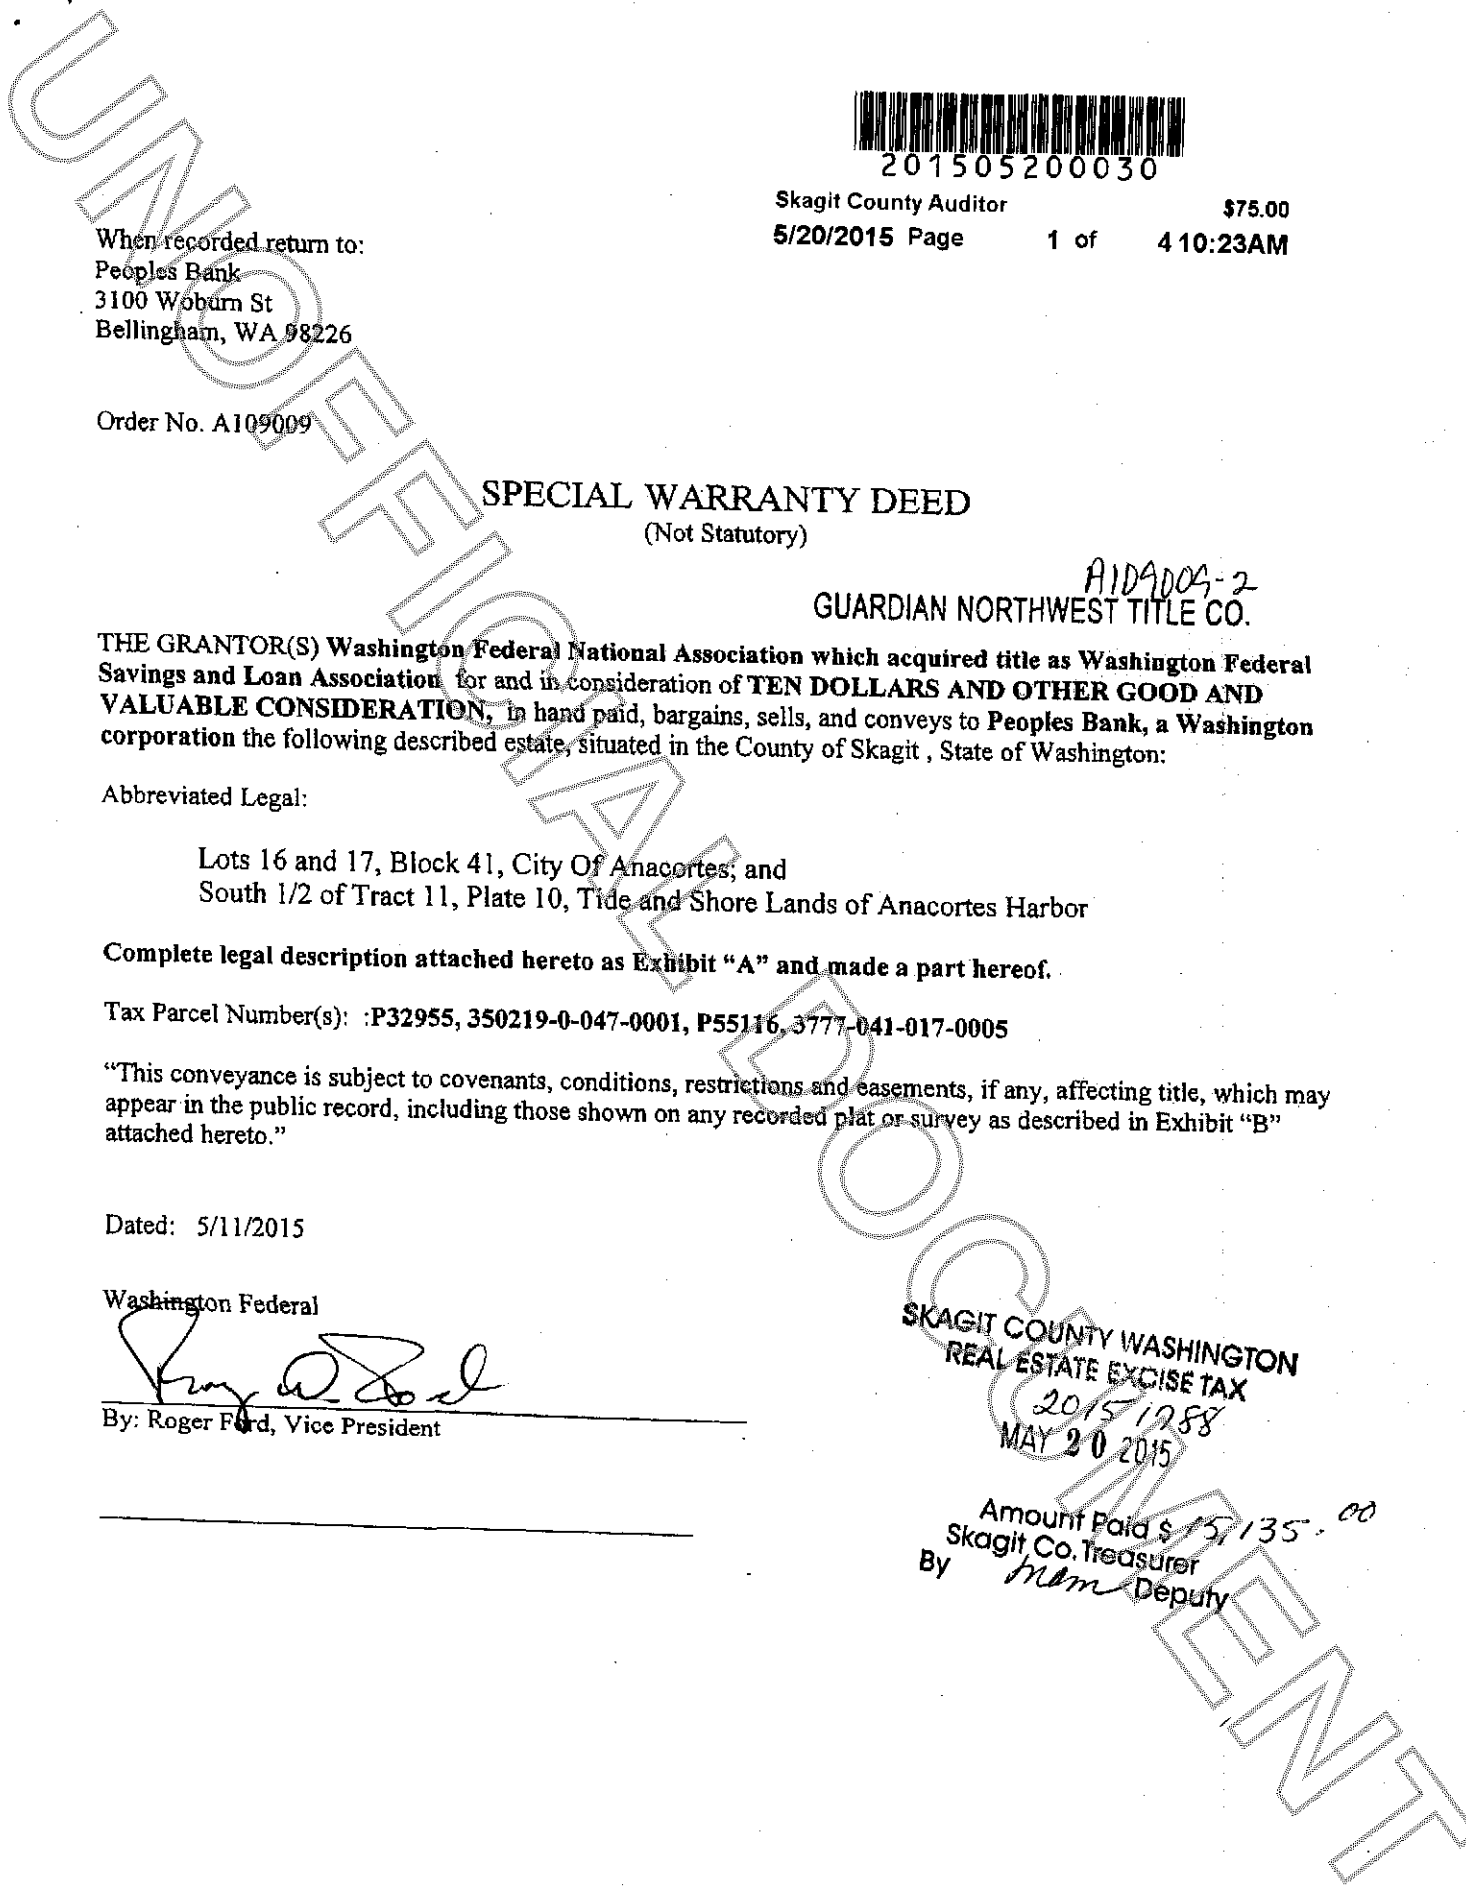 201505200030
Skagit County Auditor $75.00
5/20/2015 Page 1 of 4 10:23AM
When recorded return to:
Peoples Bank
3100 Woburn St
Bellingham, WA 98226
Order No. A109009
SPECIAL WARRANTY DEED
(Not Statutory)
A109009-2
GUARDIAN NORTHWEST TITLE CO.
THE GRANTOR(S) Washington Federal National Association which acquired title as Washington Federal
Savings and Loan Association for and in consideration of TEN DOLLARS AND OTHER GOOD AND
VALUABLE CONSIDERATION, in hand paid, bargains, sells, and conveys to Peoples Bank, a Washington
corporation the following described estate, situated in the County of Skagit , State of Washington:
Abbreviated Legal:
Lots 16 and 17, Block 41, City Of Anacortes; and
South 1/2 of Tract 11, Plate 10, Tide and Shore Lands of Anacortes Harbor
Complete legal description attached hereto as Exhibit “A” and made a part hereof.
Tax Parcel Number(s): :P32955, 350219-0-047-0001, P55116, 3777-041-017-0005
“This conveyance is subject to covenants, conditions, restrictions and easements, if any, affecting title, which may
appear in the public record, including those shown on any recorded plat or survey as described in Exhibit “B”
attached hereto.”
Dated: 5/11/2015
Washington Federal
By: Roger Ford, Vice President
SKAGIT COUNTY WASHINGTON
REAL ESTATE EXCISE TAX
2015
MAY 20 2015
Amount Paid $ 15,135.00
Skagit Co. Treasurer
By mam Deputy
UNOFFICIAL DOCUMENT